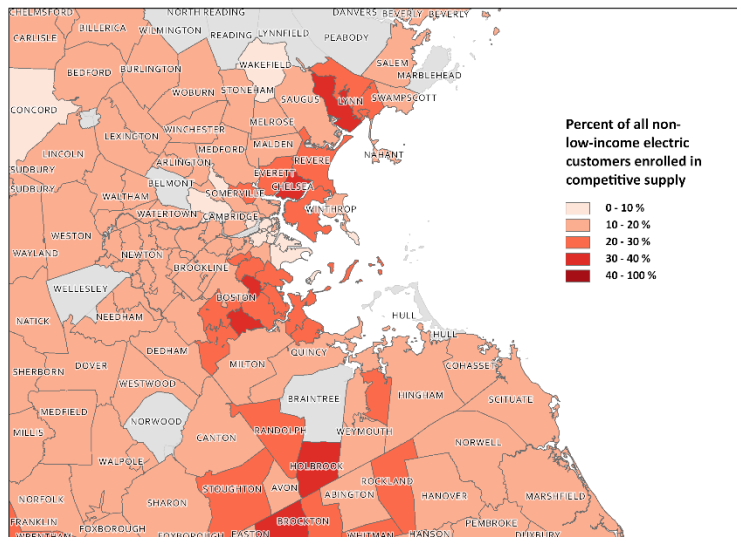 CHELMSFORD
NORTH READING
DANVERS
BEVERLY
BEVERLY
CARLISLE
BILLERICA
WILMINGTON
READING
LYNNFIELD
PEABODY
BEDFORD
BURLINGTON
WAKEFIELD
SALEM
MARBLEHEAD
WOBURN
STONEHAM
SAUGUS
LYNN
SWAMPSCOTT
CONCORD
WINCHESTER
MELROSE
LEXINGTON
MEDFORD
MALDEN
LINCOLN
ARLINGTON
REVERE
NAHANT
SUDBURY
BELMONT
EVERETT
CHELSEA
SUDBURY
WALTHAM
SOMERVILLE
WINTHROP
WATERTOWN
CAMBRIDGE
WESTON
WAYLAND
NEWTON
BROOKLINE
WELLESLEY
BOSTON
NATICK
NEEDHAM
HULL
HULL
DEDHAM
QUINCY
SHERBORN
DOVER
MILTON
COHASSET
WESTWOOD
BRAINTREE
HINGHAM
SCITUATE
MEDFIELD
NORWOOD
RANDOLPH
WEYMOUTH
MILLIS
CANTON
NORWELL
WALPOLE
HOLBROOK
STOUGHTON
AVON
ROCKLAND
NORFOLK
SHARON
ABINGTON
HANOVER
MARSHFIELD
FRANKLIN
FOXBOROUGH
BROCKTON
PEMBROKE
WRENTHAM
FOXBOROUGH
EASTON
WHITMAN
HANSON
DUXBURY
Percent of all non-
low-income electric
customers enrolled in
competitive supply
0 - 10 %
10 - 20 %
20 - 30 %
30 - 40 %
40 - 100 %